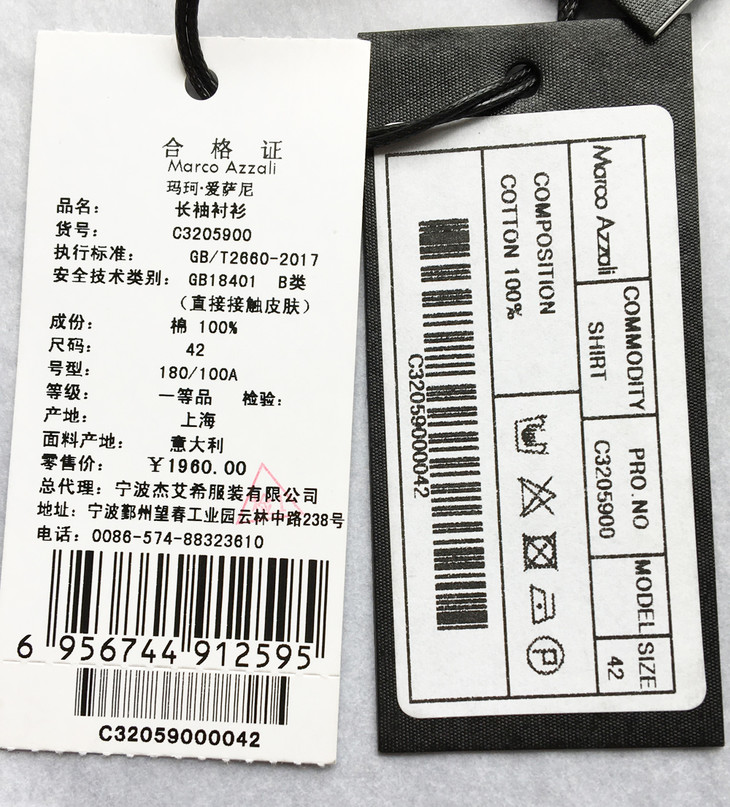 合格证
Marco Azzali
玛珂·爱萨尼
品名: 长袖衬衫
货号: C3205900
执行标准: GB/T2660-2017
安全技术类别: GB18401 B类
(直接接触皮肤)
成份: 棉 100%
尺码: 42
号型: 180/100A
等级: 一等品 检验:
产地: 上海
面料产地: 意大利
零售价: ¥1960.00
总代理: 宁波杰艾希服装有限公司
地址: 宁波鄞州望春工业园云林中路238号
电话: 0086-574-88323610
6 956744 912595
C32059000042
Marco Azzali
COMMODITY
SHIRT
PRO.NO
C3205900
MODEL
SIZE
42
COMPOSITION
COTTON 100%
C32059000042
P